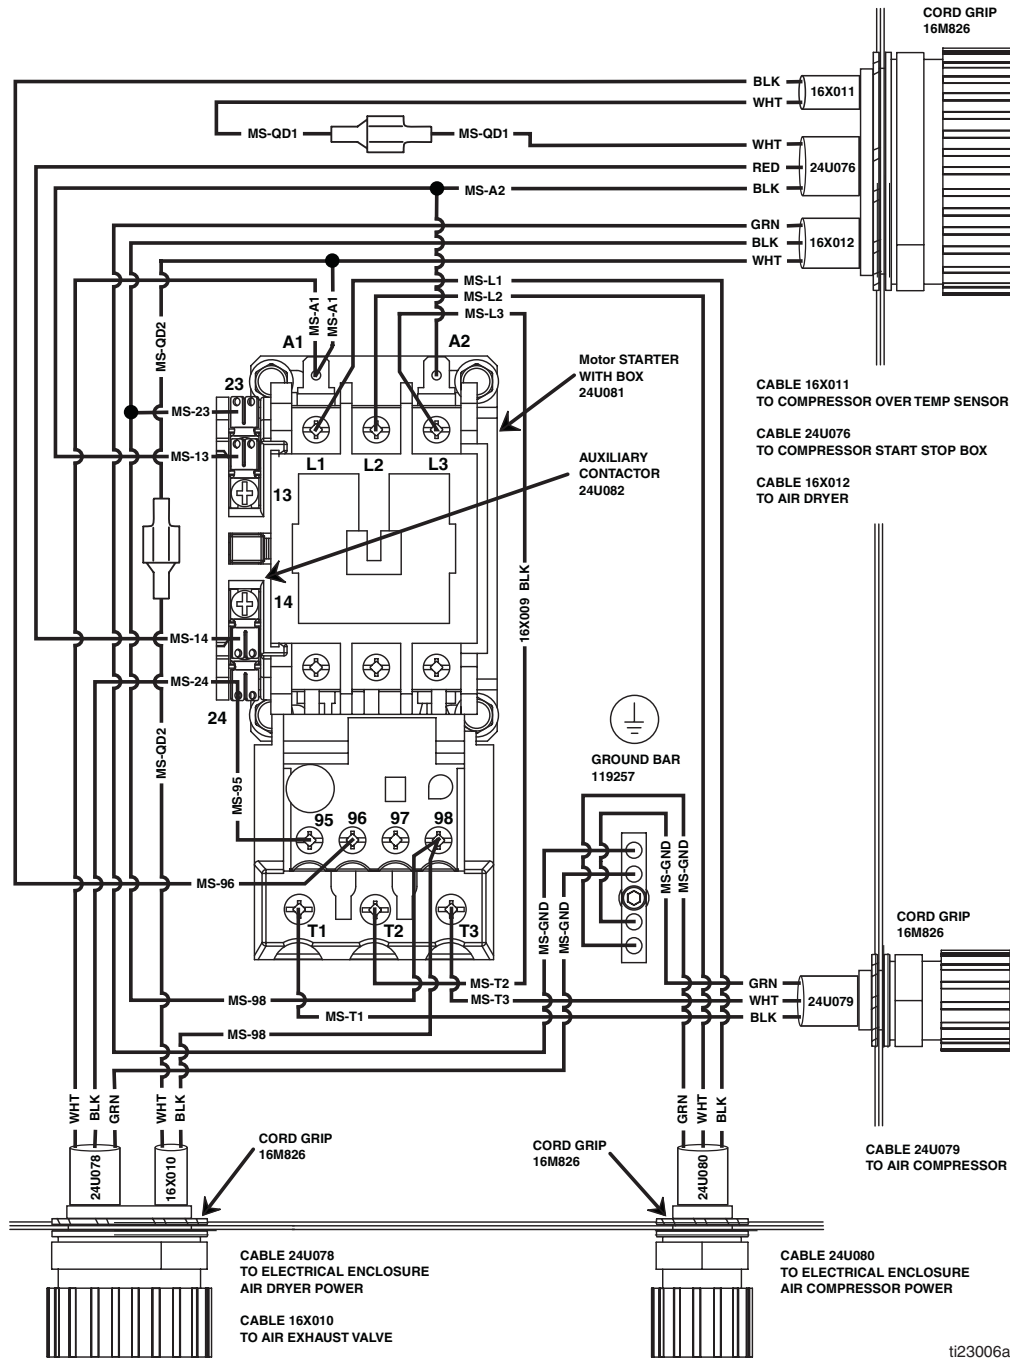 CORD GRIP
16M826
BLK
WHT
16X011
MS-QD1
MS-QD1
WHT
RED
BLK
24U076
MS-A2
GRN
BLK
WHT
16X012
MS-L1
MS-L2
MS-L3
MS-A1
MS-A1
MS-QD2
A1
A2
Motor STARTER
WITH BOX
24U081
CABLE 16X011
TO COMPRESSOR OVER TEMP SENSOR
CABLE 24U076
TO COMPRESSOR START STOP BOX
CABLE 16X012
TO AIR DRYER
23
MS-23
MS-13
L1
L2
L3
AUXILIARY
CONTACTOR
24U082
13
14
16X009 BLK
MS-14
MS-24
24
MS-QD2
MS-95
GROUND BAR
119257
95
96
97
98
MS-GND
MS-GND
MS-GND
MS-GND
MS-96
T1
T2
T3
CORD GRIP
16M826
MS-T2
MS-T3
MS-T1
MS-98
MS-98
GRN
WHT
BLK
24U079
WHT
BLK
GRN
WHT
BLK
GRN
WHT
BLK
24U078
16X010
24U080
CORD GRIP
16M826
CORD GRIP
16M826
CABLE 24U079
TO AIR COMPRESSOR
CABLE 24U078
TO ELECTRICAL ENCLOSURE
AIR DRYER POWER
CABLE 16X010
TO AIR EXHAUST VALVE
CABLE 24U080
TO ELECTRICAL ENCLOSURE
AIR COMPRESSOR POWER
ti23006a